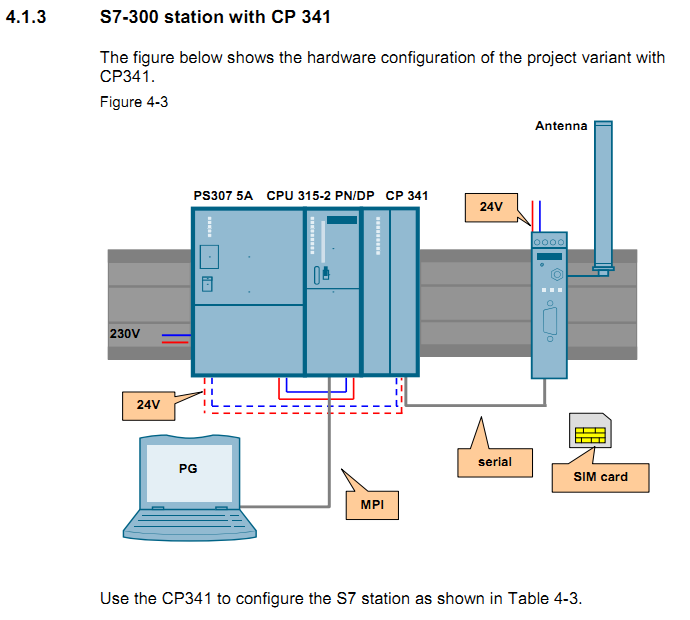 4.1.3 S7-300 station with CP 341
The figure below shows the hardware configuration of the project variant with
CP341.
Figure 4-3
Antenna
PS307 5A CPU 315-2 PN/DP CP 341
24V
230V
24V
PG
serial
SIM card
MPI
Use the CP341 to configure the S7 station as shown in Table 4-3.